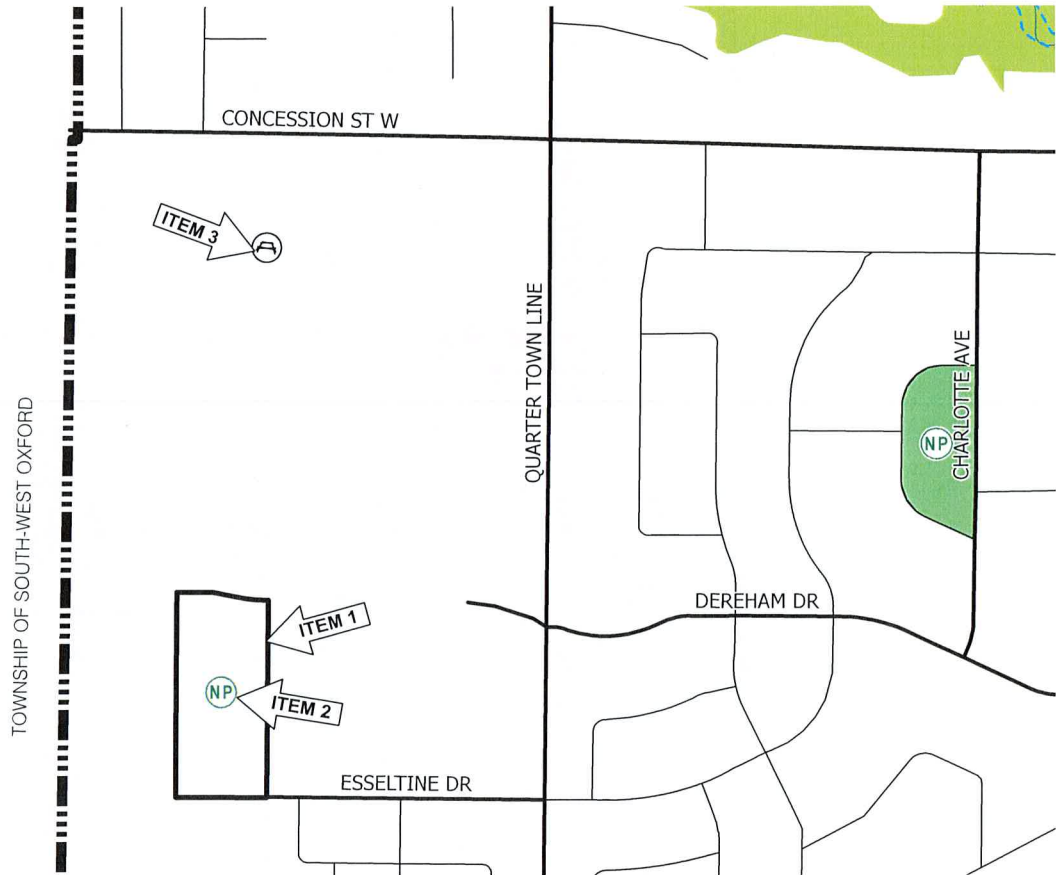 CONCESSION ST W
ITEM 3
QUARTER TOWN LINE
CHARLOTTE AVE
NP
TOWNSHIP OF SOUTH-WEST OXFORD
DEREHAM DR
ITEM 1
NP
ITEM 2
ESSELTINE DR